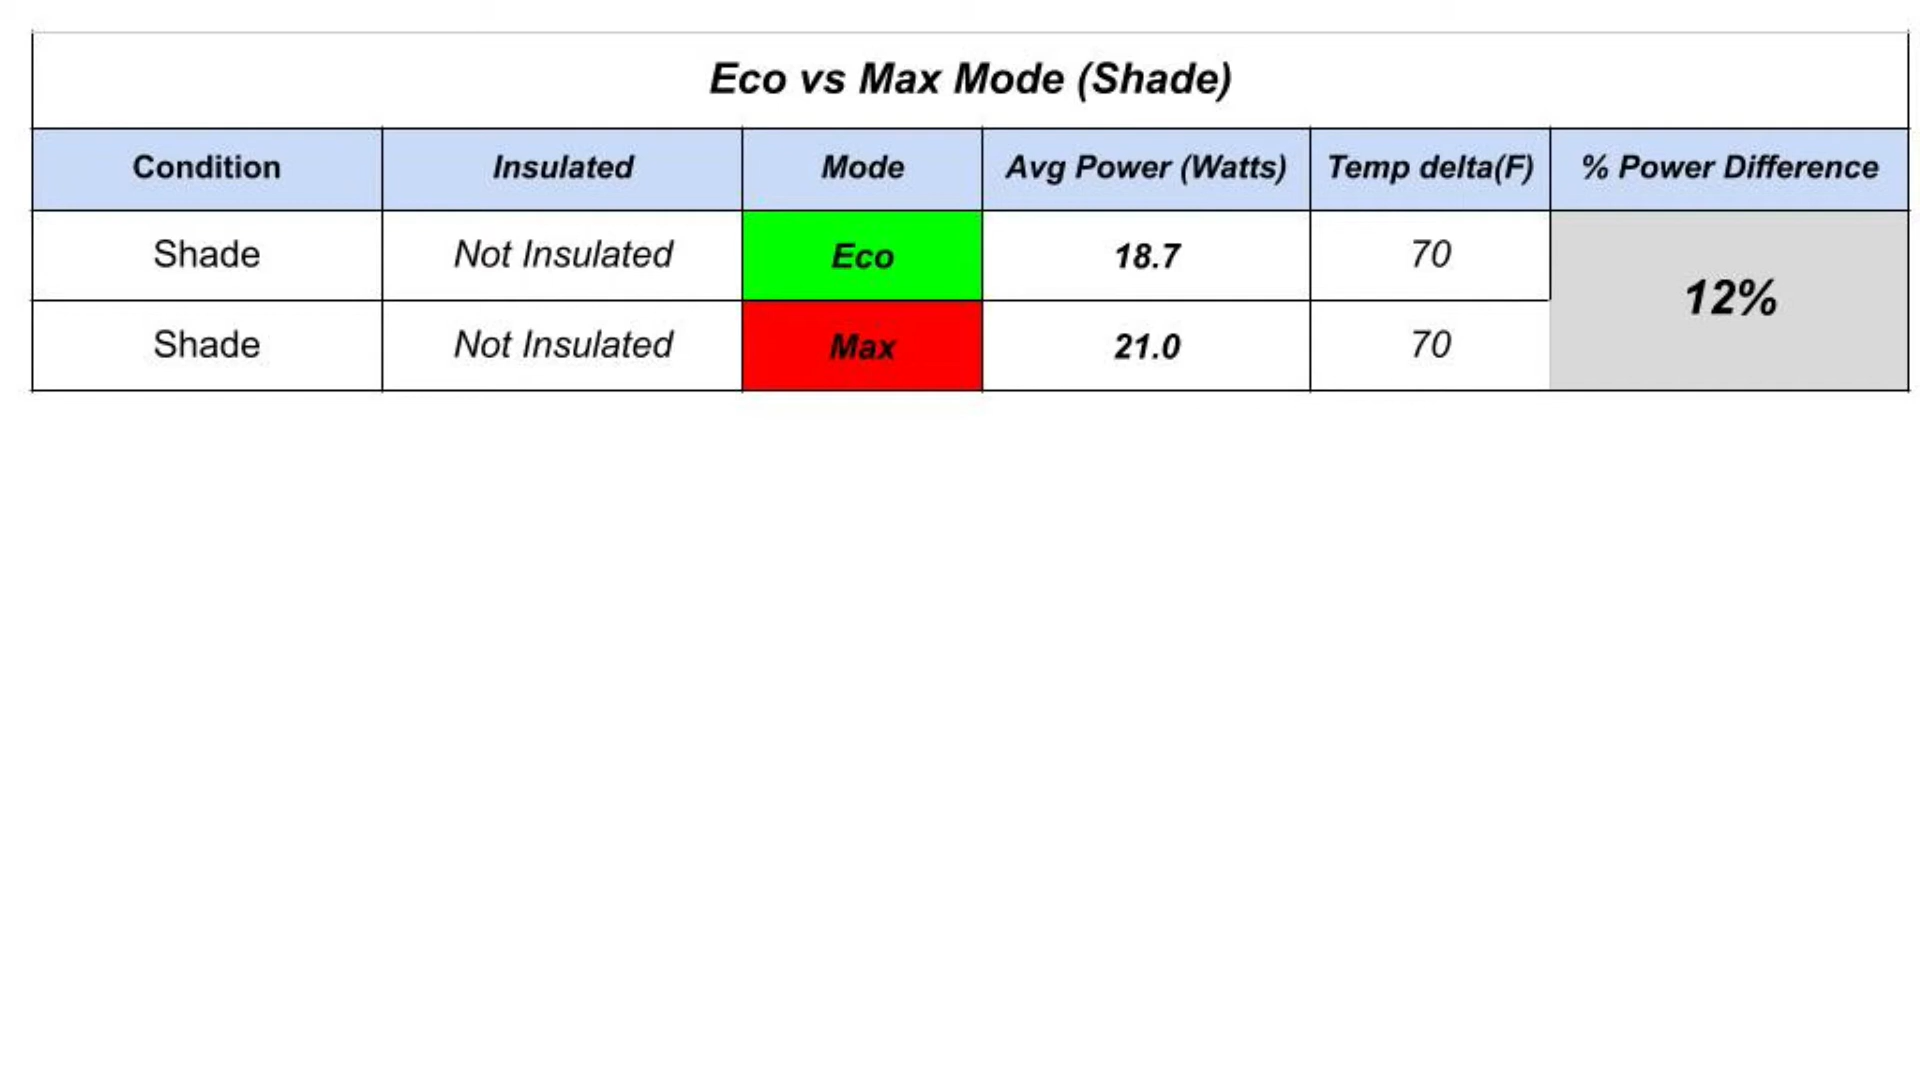 Eco vs Max Mode (Shade)
Condition Insulated Mode Avg Power (Watts) Temp delta(F) % Power Difference
Shade Not Insulated Eco 18.7 70
12%
Shade Not Insulated Max 21.0 70